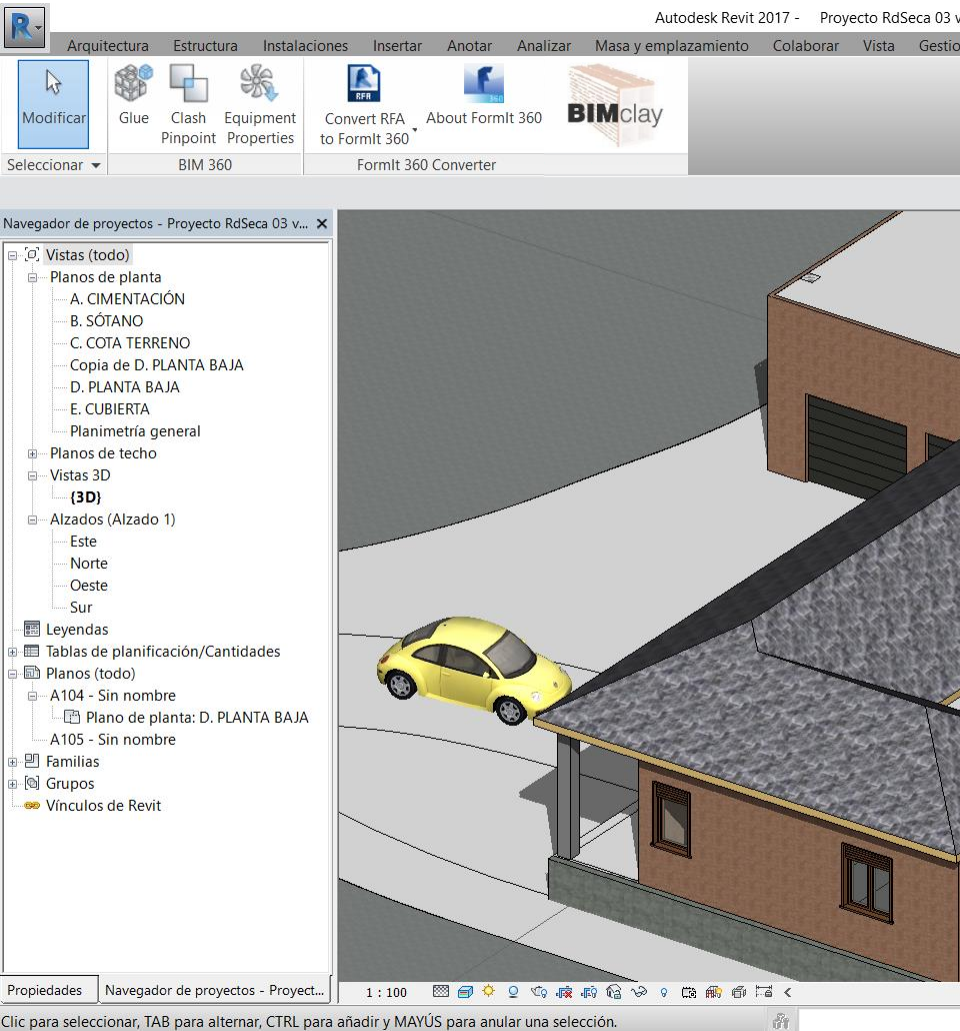 Autodesk Revit 2017 - Proyecto RdSeca 03 v
Arquitectura Estructura Instalaciones Insertar Anotar Analizar Masa y emplazamiento Colaborar Vista Gestio
Modificar
Glue
Clash Pinpoint
Equipment Properties
RFA
Convert RFA to FormIt 360
360
About FormIt 360
BIMclay
Seleccionar
BIM 360
FormIt 360 Converter
Navegador de proyectos - Proyecto RdSeca 03 v...
Vistas (todo)
Planos de planta
A. CIMENTACIÓN
B. SÓTANO
C. COTA TERRENO
Copia de D. PLANTA BAJA
D. PLANTA BAJA
E. CUBIERTA
Planimetría general
Planos de techo
Vistas 3D
{3D}
Alzados (Alzado 1)
Este
Norte
Oeste
Sur
Leyendas
Tablas de planificación/Cantidades
Planos (todo)
A104 - Sin nombre
Plano de planta: D. PLANTA BAJA
A105 - Sin nombre
Familias
Grupos
Vínculos de Revit
Propiedades
Navegador de proyectos - Proyect...
1 : 100
Clic para seleccionar, TAB para alternar, CTRL para añadir y MAYÚS para anular una selección.